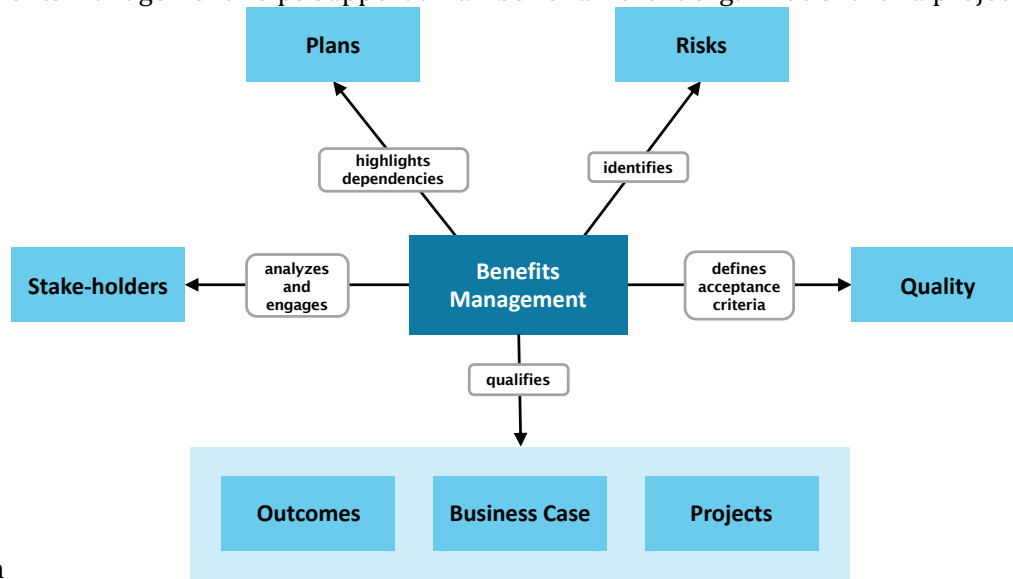 Plans
Risks
highlights
dependencies
identifies
Stake-holders
analyzes
and
engages
Benefits
Management
defines
acceptance
criteria
Quality
qualifies
Outcomes
Business Case
Projects